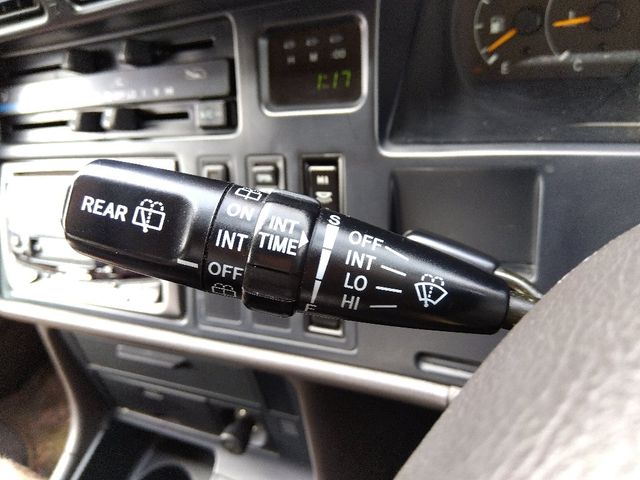 1:17
E
C
REAR
ON
INT
OFF
INT
TIME
S
F
OFF
INT
LO
HI